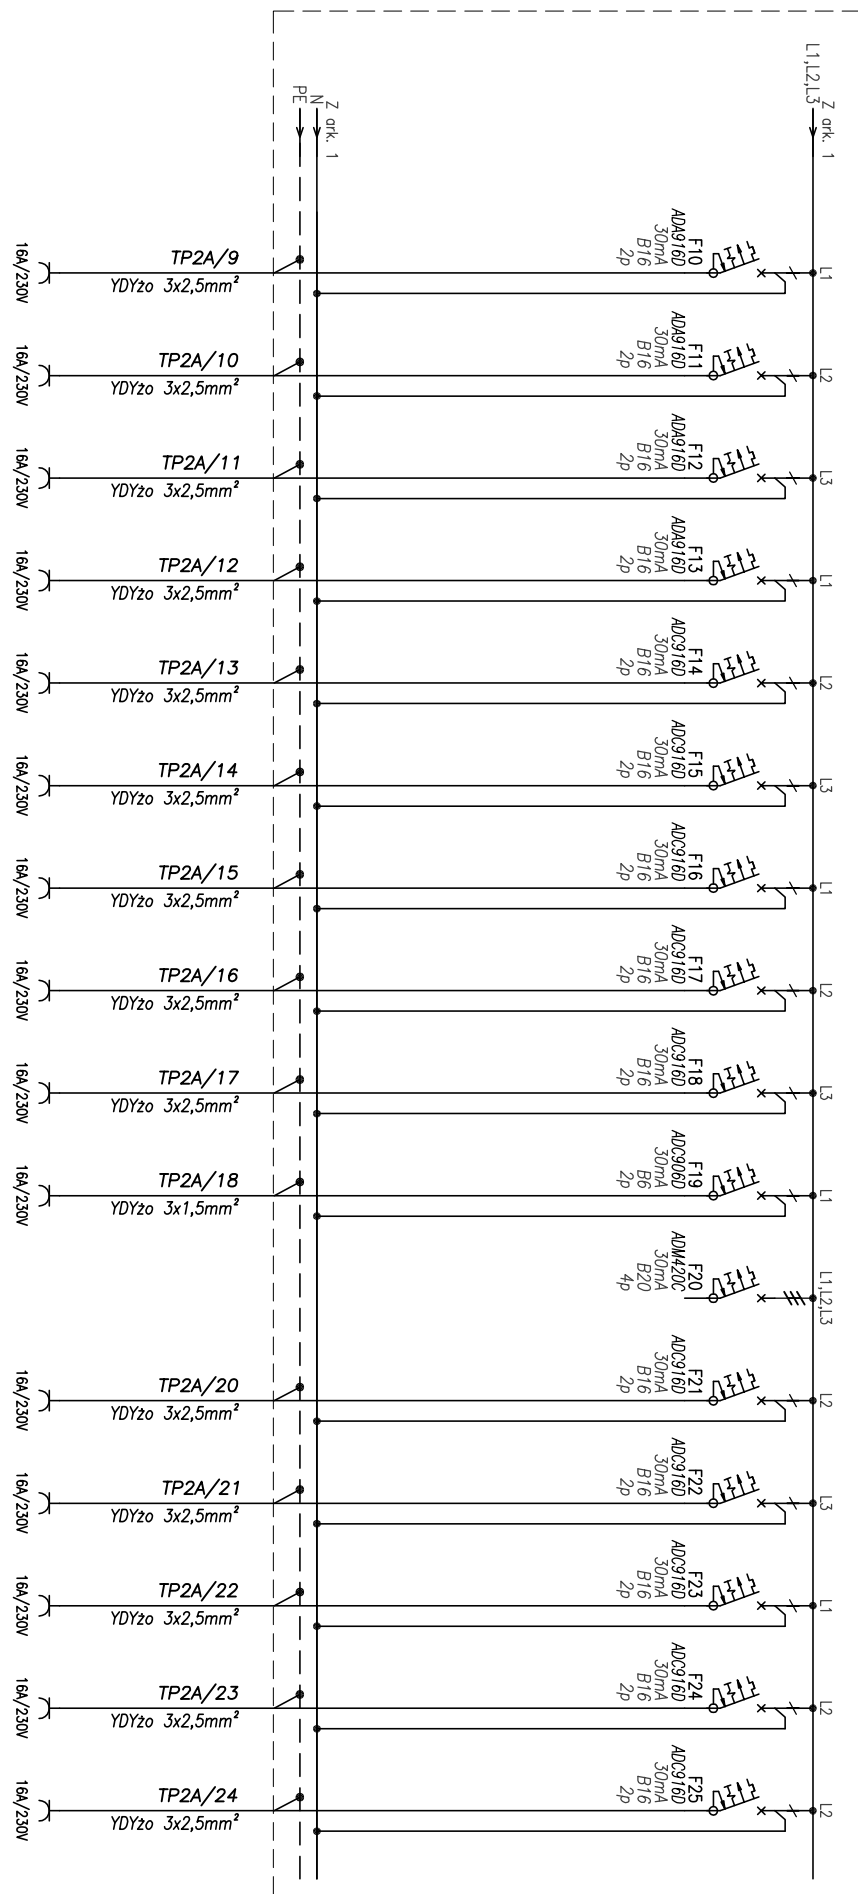 L1,L2,L3
Z ark. 1
Z ark. 1
N
PE
L1
F10
ADA916D
30mA
B16
2p
TP2A/9
YDYżo 3x2,5mm²
16A/230V
L2
F11
ADA916D
30mA
B16
2p
TP2A/10
YDYżo 3x2,5mm²
16A/230V
L3
F12
ADA916D
30mA
B16
2p
TP2A/11
YDYżo 3x2,5mm²
16A/230V
L1
F13
ADA916D
30mA
B16
2p
TP2A/12
YDYżo 3x2,5mm²
16A/230V
L2
F14
ADC916D
30mA
B16
2p
TP2A/13
YDYżo 3x2,5mm²
16A/230V
L3
F15
ADC916D
30mA
B16
2p
TP2A/14
YDYżo 3x2,5mm²
16A/230V
L1
F16
ADC916D
30mA
B16
2p
TP2A/15
YDYżo 3x2,5mm²
16A/230V
L2
F17
ADC916D
30mA
B16
2p
TP2A/16
YDYżo 3x2,5mm²
16A/230V
L3
F18
ADC916D
30mA
B16
2p
TP2A/17
YDYżo 3x2,5mm²
16A/230V
L1
F19
ADC906D
30mA
B6
2p
TP2A/18
YDYżo 3x1,5mm²
16A/230V
L1,L2,L3
F20
ADM420C
30mA
B20
4p
L2
F21
ADC916D
30mA
B16
2p
TP2A/20
YDYżo 3x2,5mm²
16A/230V
L3
F22
ADC916D
30mA
B16
2p
TP2A/21
YDYżo 3x2,5mm²
16A/230V
L1
F23
ADC916D
30mA
B16
2p
TP2A/22
YDYżo 3x2,5mm²
16A/230V
L2
F24
ADC916D
30mA
B16
2p
TP2A/23
YDYżo 3x2,5mm²
16A/230V
L2
F25
ADC916D
30mA
B16
2p
TP2A/24
YDYżo 3x2,5mm²
16A/230V